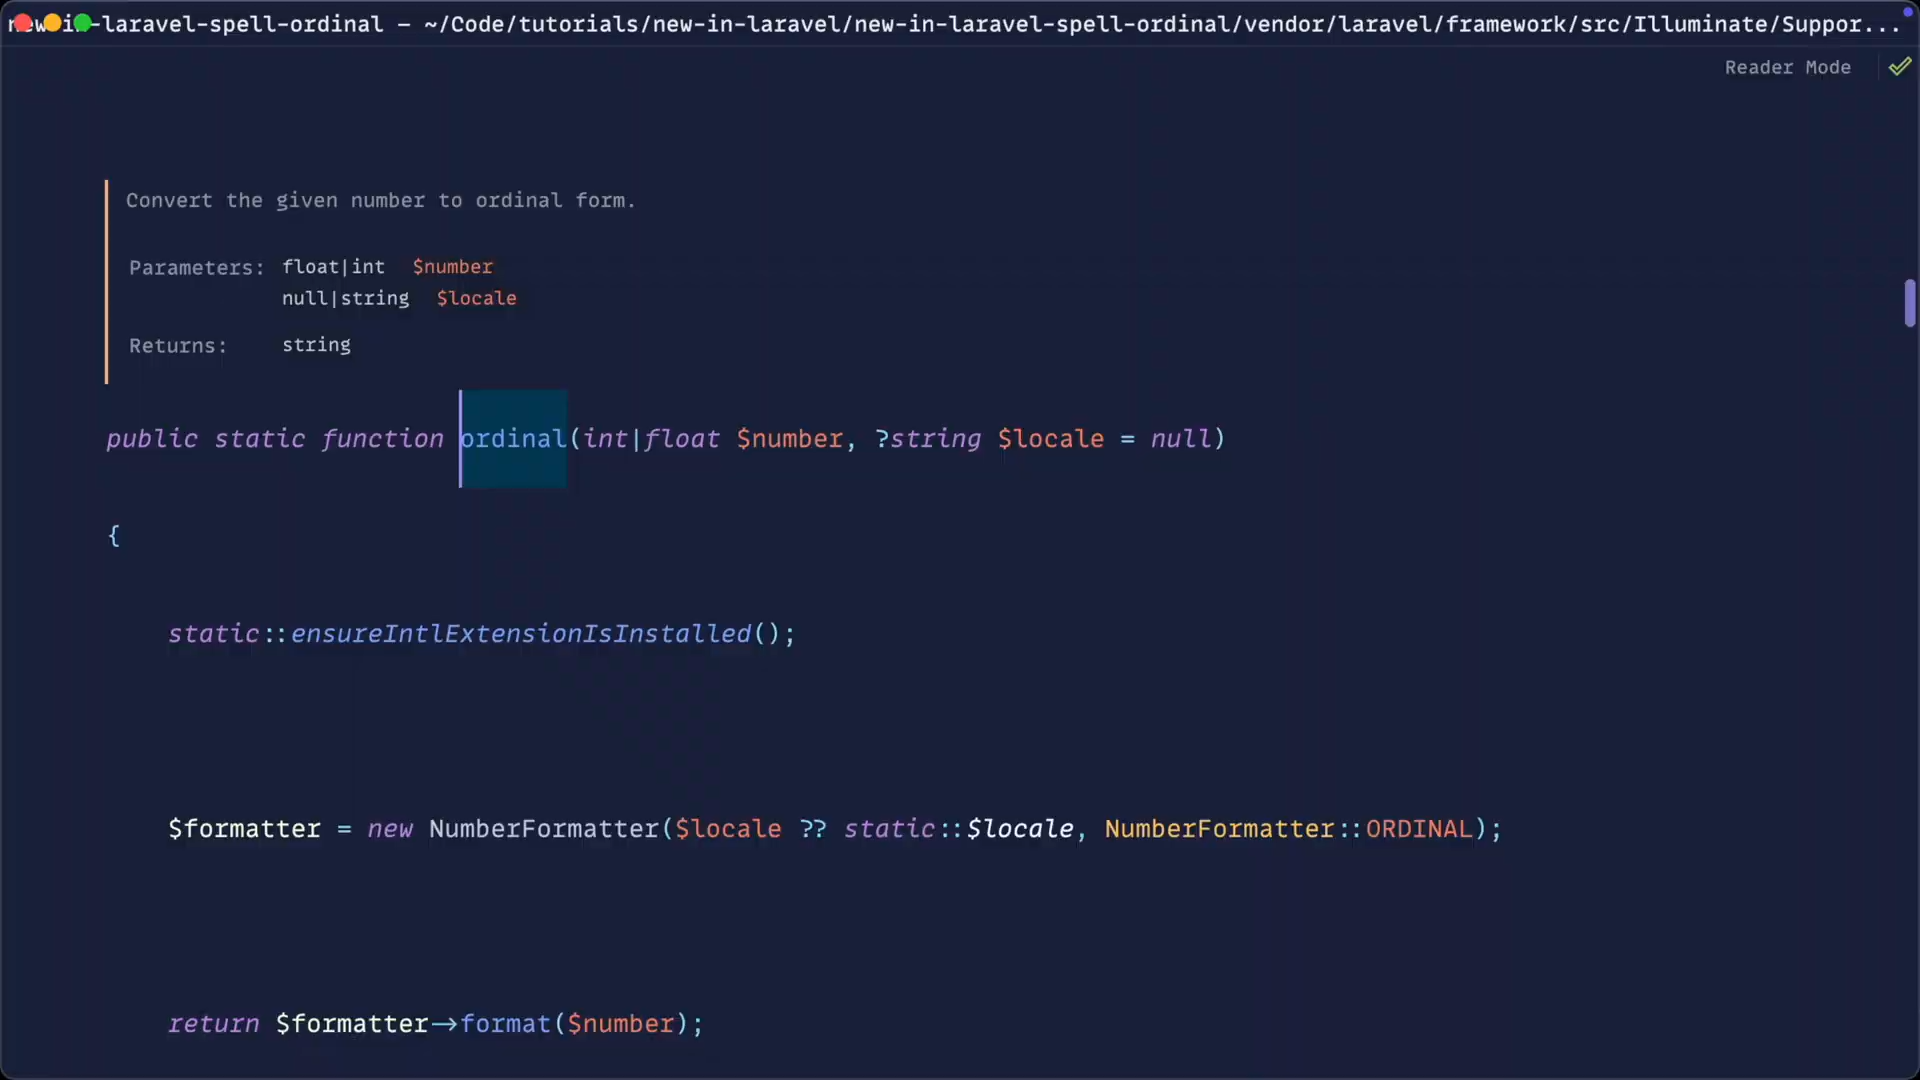 new-in-laravel-spell-ordinal – ~/Code/tutorials/new-in-laravel/new-in-laravel-spell-ordinal/vendor/laravel/framework/src/Illuminate/Suppor...
Reader Mode
Convert the given number to ordinal form.
Parameters: float|int $number
null|string $locale
Returns: string
public static function ordinal(int|float $number, ?string $locale = null)
{
static::ensureIntlExtensionIsInstalled();
$formatter = new NumberFormatter($locale ?? static::$locale, NumberFormatter::ORDINAL);
return $formatter->format($number);